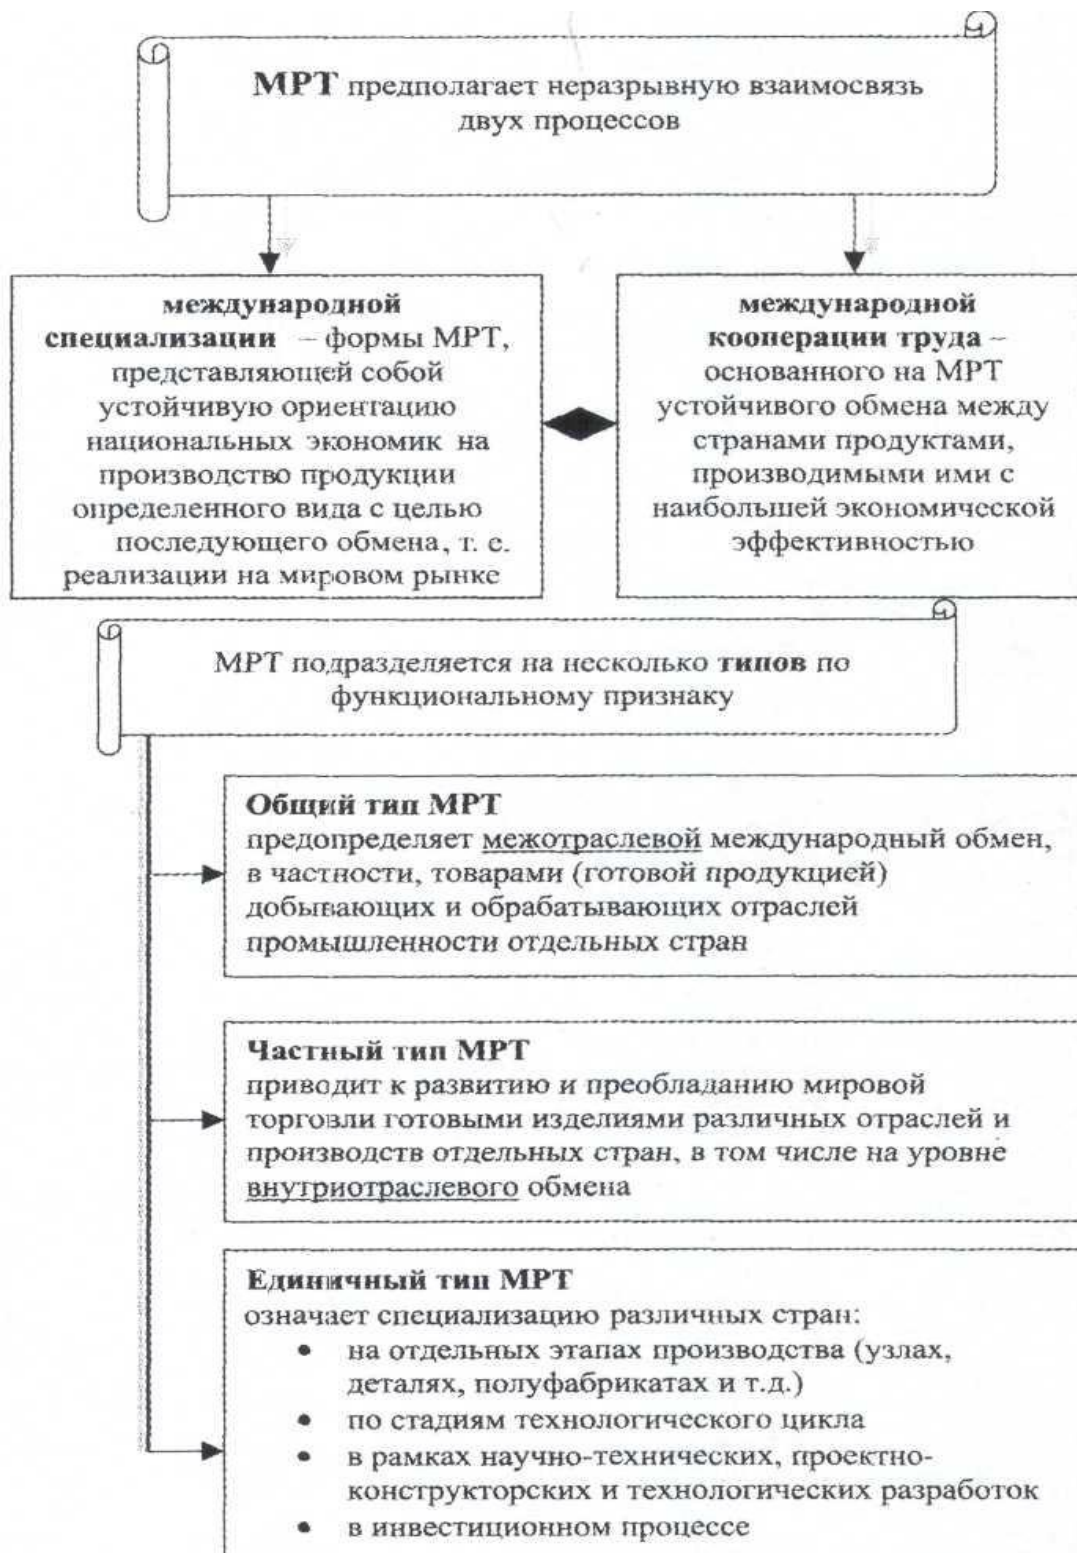 МРТ предполагает неразрывную взаимосвязь
двух процессов
международной
специализации – формы МРТ,
представляющей собой
устойчивую ориентацию
национальных экономик на
производство продукции
определенного вида с целью
последующего обмена, т. е.
реализации на мировом рынке
международной
кооперации труда –
основанного на МРТ
устойчивого обмена между
странами продуктами,
производимыми ими с
наибольшей экономической
эффективностью
МРТ подразделяется на несколько типов по
функциональному признаку
Общий тип МРТ
предопределяет межотраслевой международный обмен,
в частности, товарами (готовой продукцией)
добывающих и обрабатывающих отраслей
промышленности отдельных стран
Частный тип МРТ
приводит к развитию и преобладанию мировой
торговли готовыми изделиями различных отраслей и
производств отдельных стран, в том числе на уровне
внутриотраслевого обмена
Единичный тип МРТ
означает специализацию различных стран:
• на отдельных этапах производства (узлах,
деталях, полуфабрикатах и т.д.)
• по стадиям технологического цикла
• в рамках научно-технических, проектно-
конструкторских и технологических разработок
• в инвестиционном процессе